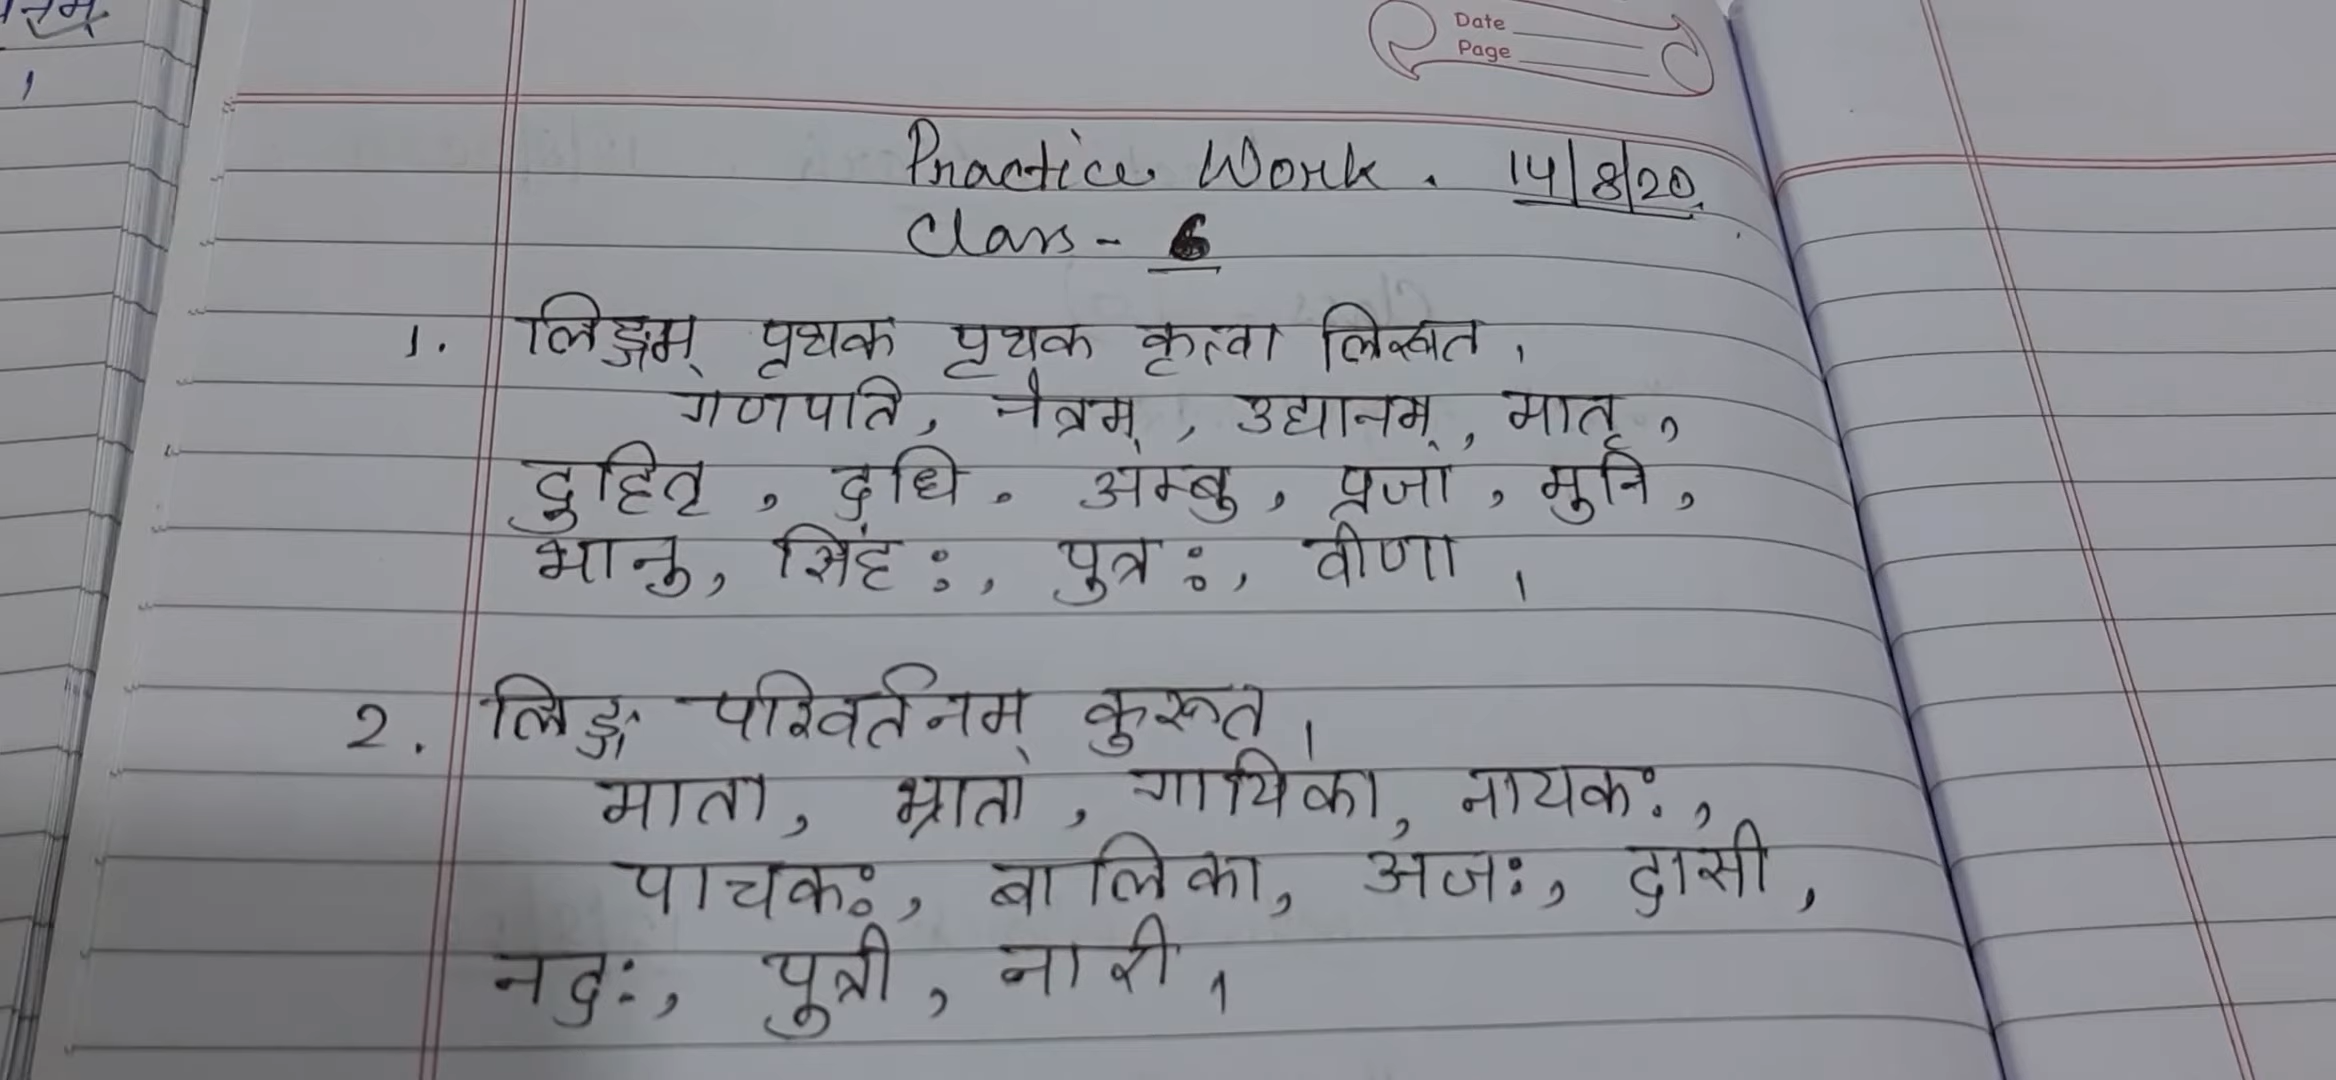 Date
Page
Practice Work. 14/8/20.
Class - 6
1. लिङ्गम् पृथक पृथक कृत्वा लिखत ।
गणपति, नेत्रम्, उद्यानम्, मातृ,
दुहितृ, दधि, अम्बु, प्रजा, मुनि,
भानु, सिंह:, पुत्र:, वीणा ।
2. लिङ्ग परिवर्तनम् कुरूत ।
माता, भ्राता, गायिका, नायक:,
पाचक:, बालिका, अज:, दासी,
नद:, पुत्री, नारी ।